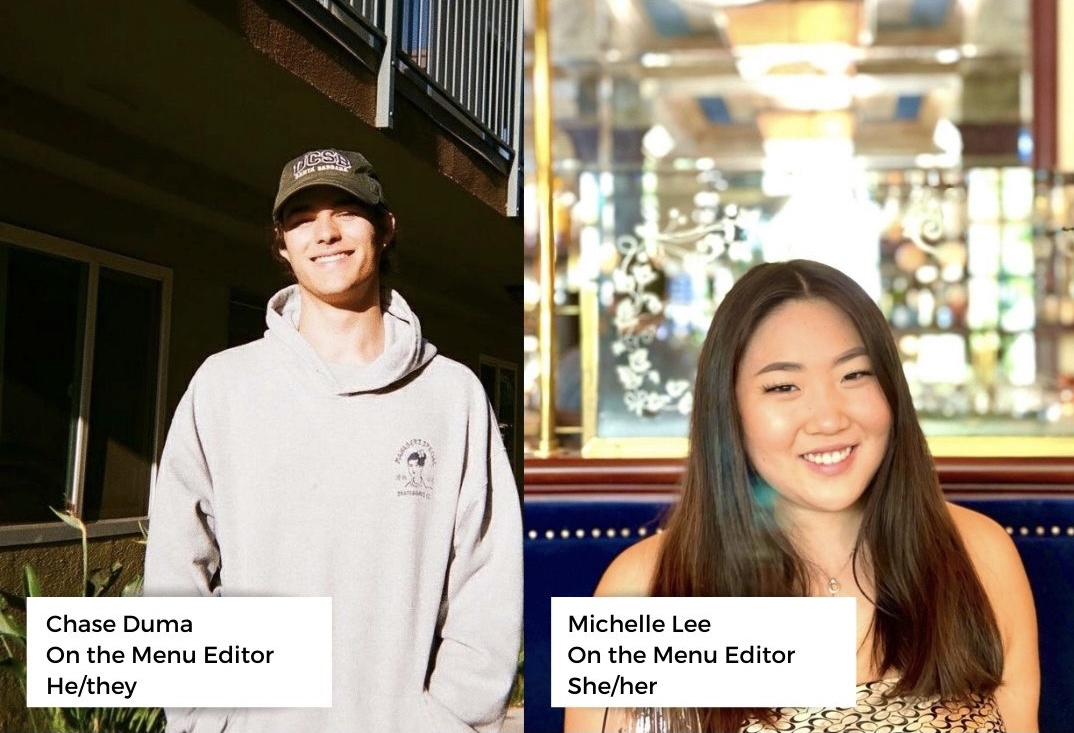 UCSB
SANTA BARBARA
Chase Duma
On the Menu Editor
He/they
Michelle Lee
On the Menu Editor
She/her